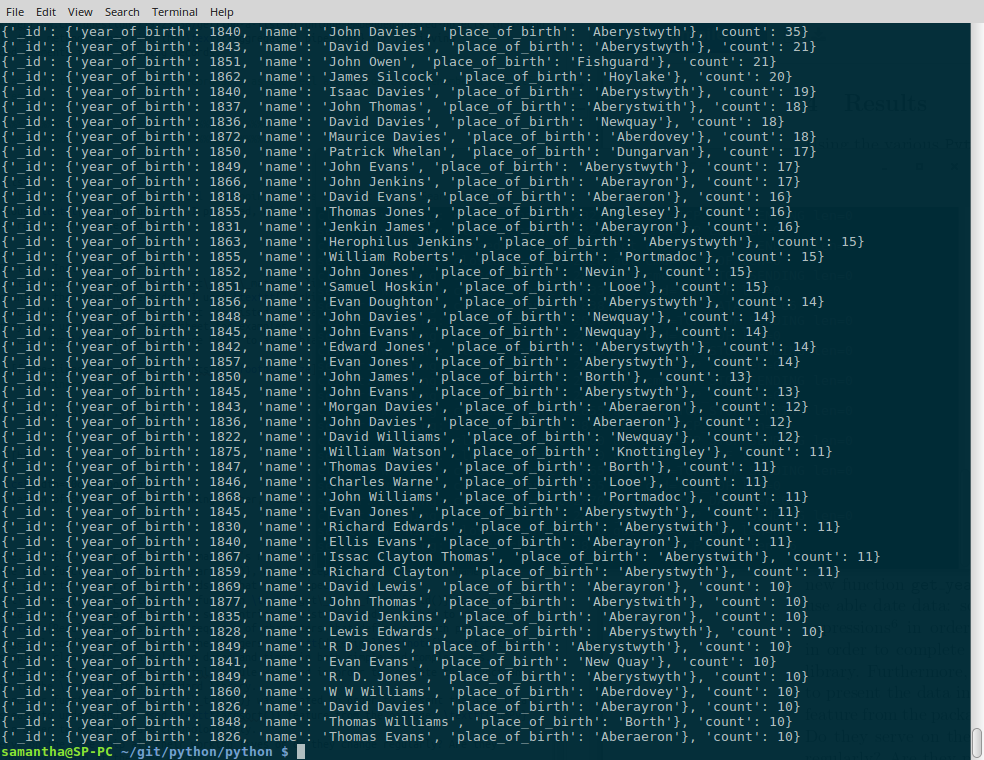 File Edit View Search Terminal Help
{'_id': {'year_of_birth': 1840, 'name': 'John Davies', 'place_of_birth': 'Aberystwyth'}, 'count': 35}
{'_id': {'year_of_birth': 1843, 'name': 'David Davies', 'place_of_birth': 'Aberystwyth'}, 'count': 21}
{'_id': {'year_of_birth': 1851, 'name': 'John Owen', 'place_of_birth': 'Fishguard'}, 'count': 21}
{'_id': {'year_of_birth': 1862, 'name': 'James Silcock', 'place_of_birth': 'Hoylake'}, 'count': 20}
{'_id': {'year_of_birth': 1840, 'name': 'Isaac Davies', 'place_of_birth': 'Aberystwyth'}, 'count': 19}
{'_id': {'year_of_birth': 1837, 'name': 'John Thomas', 'place_of_birth': 'Aberystwith'}, 'count': 18}
{'_id': {'year_of_birth': 1836, 'name': 'David Davies', 'place_of_birth': 'Newquay'}, 'count': 18}
{'_id': {'year_of_birth': 1872, 'name': 'Maurice Davies', 'place_of_birth': 'Aberdovey'}, 'count': 18}
{'_id': {'year_of_birth': 1850, 'name': 'Patrick Whelan', 'place_of_birth': 'Dungarvan'}, 'count': 17}
{'_id': {'year_of_birth': 1849, 'name': 'John Evans', 'place_of_birth': 'Aberystwyth'}, 'count': 17}
{'_id': {'year_of_birth': 1866, 'name': 'John Jenkins', 'place_of_birth': 'Aberayron'}, 'count': 17}
{'_id': {'year_of_birth': 1818, 'name': 'David Evans', 'place_of_birth': 'Aberaeron'}, 'count': 16}
{'_id': {'year_of_birth': 1855, 'name': 'Thomas Jones', 'place_of_birth': 'Anglesey'}, 'count': 16}
{'_id': {'year_of_birth': 1831, 'name': 'Jenkin James', 'place_of_birth': 'Aberayron'}, 'count': 16}
{'_id': {'year_of_birth': 1863, 'name': 'Herophilus Jenkins', 'place_of_birth': 'Aberystwyth'}, 'count': 15}
{'_id': {'year_of_birth': 1855, 'name': 'William Roberts', 'place_of_birth': 'Portmadoc'}, 'count': 15}
{'_id': {'year_of_birth': 1852, 'name': 'John Jones', 'place_of_birth': 'Nevin'}, 'count': 15}
{'_id': {'year_of_birth': 1851, 'name': 'Samuel Hoskin', 'place_of_birth': 'Looe'}, 'count': 15}
{'_id': {'year_of_birth': 1856, 'name': 'Evan Doughton', 'place_of_birth': 'Aberystwyth'}, 'count': 14}
{'_id': {'year_of_birth': 1848, 'name': 'John Davies', 'place_of_birth': 'Newquay'}, 'count': 14}
{'_id': {'year_of_birth': 1845, 'name': 'John Evans', 'place_of_birth': 'Newquay'}, 'count': 14}
{'_id': {'year_of_birth': 1842, 'name': 'Edward Jones', 'place_of_birth': 'Aberystwyth'}, 'count': 14}
{'_id': {'year_of_birth': 1857, 'name': 'Evan Jones', 'place_of_birth': 'Aberystwyth'}, 'count': 14}
{'_id': {'year_of_birth': 1850, 'name': 'John James', 'place_of_birth': 'Borth'}, 'count': 13}
{'_id': {'year_of_birth': 1845, 'name': 'John Evans', 'place_of_birth': 'Aberystwyth'}, 'count': 13}
{'_id': {'year_of_birth': 1843, 'name': 'Morgan Davies', 'place_of_birth': 'Aberaeron'}, 'count': 12}
{'_id': {'year_of_birth': 1836, 'name': 'John Davies', 'place_of_birth': 'Aberaeron'}, 'count': 12}
{'_id': {'year_of_birth': 1822, 'name': 'David Williams', 'place_of_birth': 'Newquay'}, 'count': 12}
{'_id': {'year_of_birth': 1875, 'name': 'William Watson', 'place_of_birth': 'Knottingley'}, 'count': 11}
{'_id': {'year_of_birth': 1847, 'name': 'Thomas Davies', 'place_of_birth': 'Borth'}, 'count': 11}
{'_id': {'year_of_birth': 1846, 'name': 'Charles Warne', 'place_of_birth': 'Looe'}, 'count': 11}
{'_id': {'year_of_birth': 1868, 'name': 'John Williams', 'place_of_birth': 'Portmadoc'}, 'count': 11}
{'_id': {'year_of_birth': 1845, 'name': 'Evan Jones', 'place_of_birth': 'Aberystwyth'}, 'count': 11}
{'_id': {'year_of_birth': 1830, 'name': 'Richard Edwards', 'place_of_birth': 'Aberystwith'}, 'count': 11}
{'_id': {'year_of_birth': 1840, 'name': 'Ellis Evans', 'place_of_birth': 'Aberayron'}, 'count': 11}
{'_id': {'year_of_birth': 1867, 'name': 'Issac Clayton Thomas', 'place_of_birth': 'Aberystwith'}, 'count': 11}
{'_id': {'year_of_birth': 1859, 'name': 'Richard Clayton', 'place_of_birth': 'Aberystwyth'}, 'count': 11}
{'_id': {'year_of_birth': 1869, 'name': 'David Lewis', 'place_of_birth': 'Aberayron'}, 'count': 10}
{'_id': {'year_of_birth': 1877, 'name': 'John Thomas', 'place_of_birth': 'Aberystwith'}, 'count': 10}
{'_id': {'year_of_birth': 1835, 'name': 'David Jenkins', 'place_of_birth': 'Aberayron'}, 'count': 10}
{'_id': {'year_of_birth': 1828, 'name': 'Lewis Edwards', 'place_of_birth': 'Aberystwyth'}, 'count': 10}
{'_id': {'year_of_birth': 1849, 'name': 'R D Jones', 'place_of_birth': 'Aberystwyth'}, 'count': 10}
{'_id': {'year_of_birth': 1841, 'name': 'Evan Evans', 'place_of_birth': 'New Quay'}, 'count': 10}
{'_id': {'year_of_birth': 1849, 'name': 'R. D. Jones', 'place_of_birth': 'Aberystwyth'}, 'count': 10}
{'_id': {'year_of_birth': 1860, 'name': 'W W Williams', 'place_of_birth': 'Aberdovey'}, 'count': 10}
{'_id': {'year_of_birth': 1826, 'name': 'David Davies', 'place_of_birth': 'Aberayron'}, 'count': 10}
{'_id': {'year_of_birth': 1848, 'name': 'Thomas Williams', 'place_of_birth': 'Borth'}, 'count': 10}
{'_id': {'year_of_birth': 1826, 'name': 'Thomas Evans', 'place_of_birth': 'Aberaeron'}, 'count': 10}
samantha@SP-PC ~/git/python/python $
Results